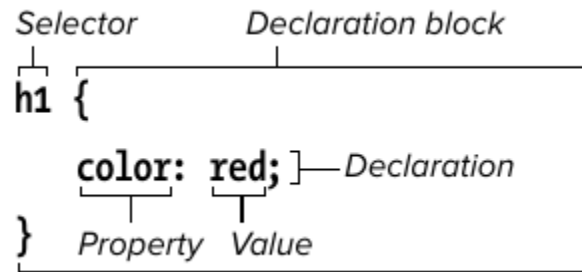 Selector Declaration block
h1 {
color: red; Declaration
} Property Value